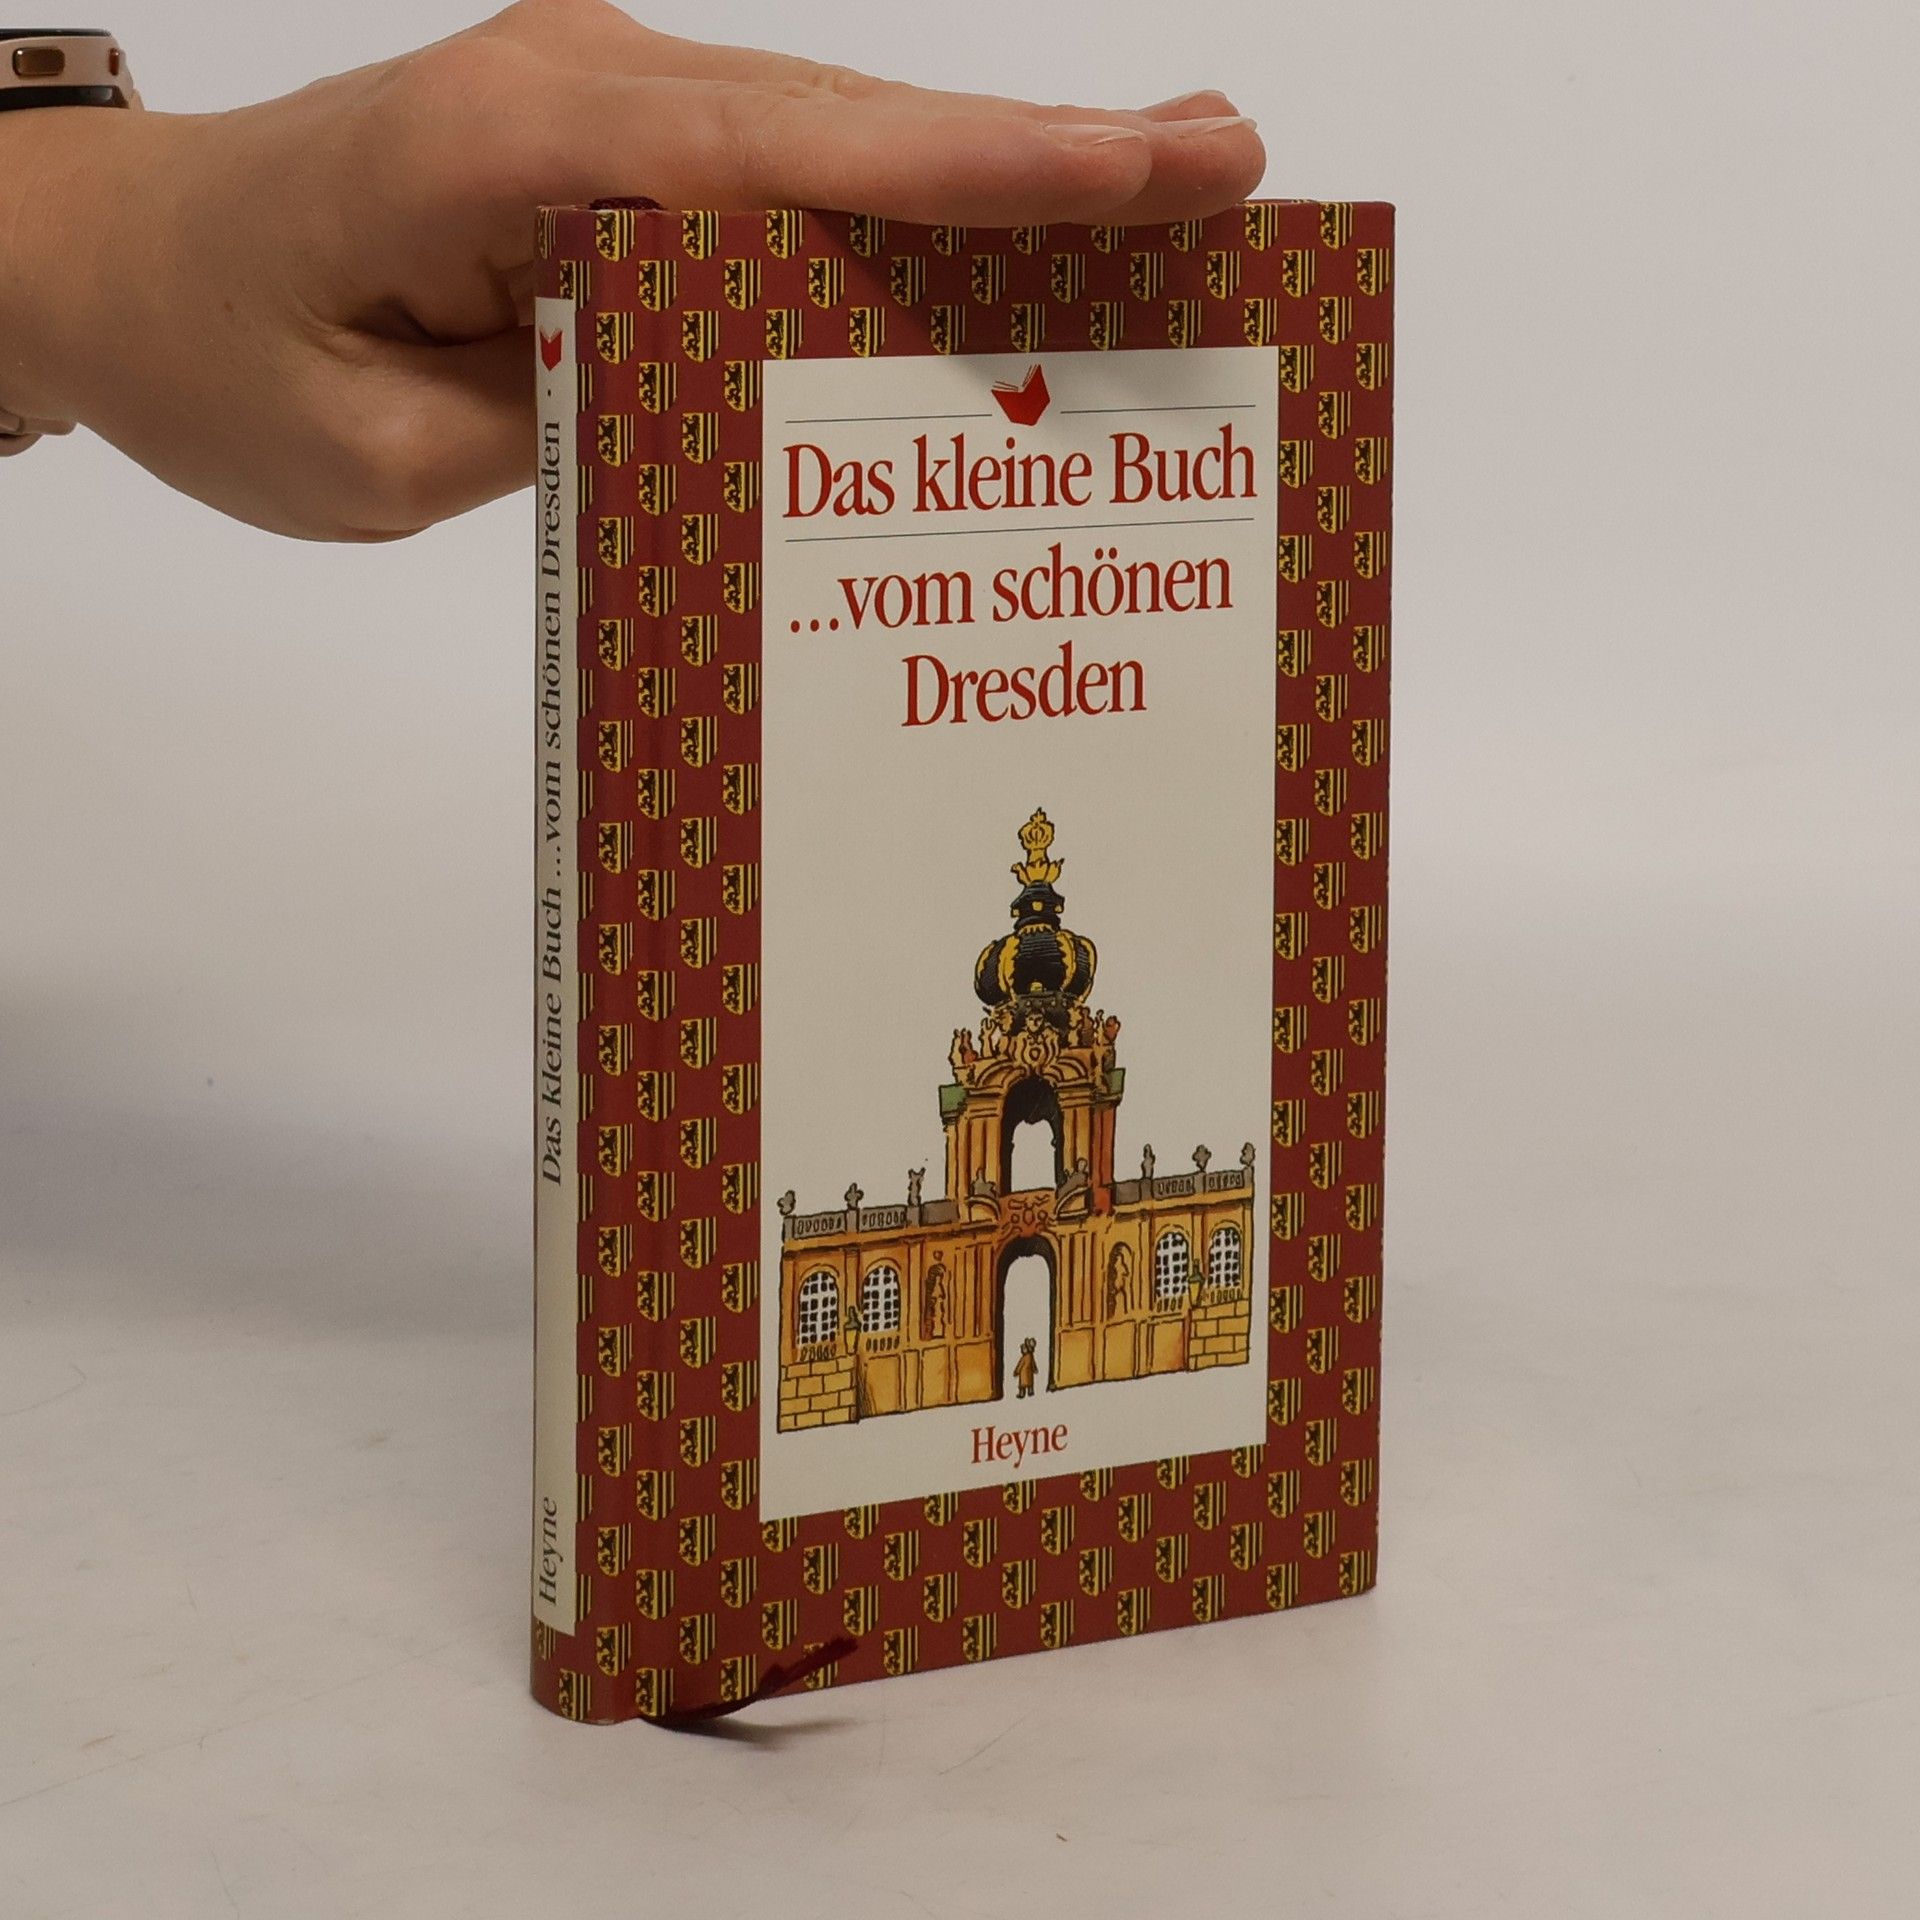 Das kleine Buch
...vom schönen
Dresden
Heyne
Das kleine Buch...vom schönen Dresden ·
Heyne